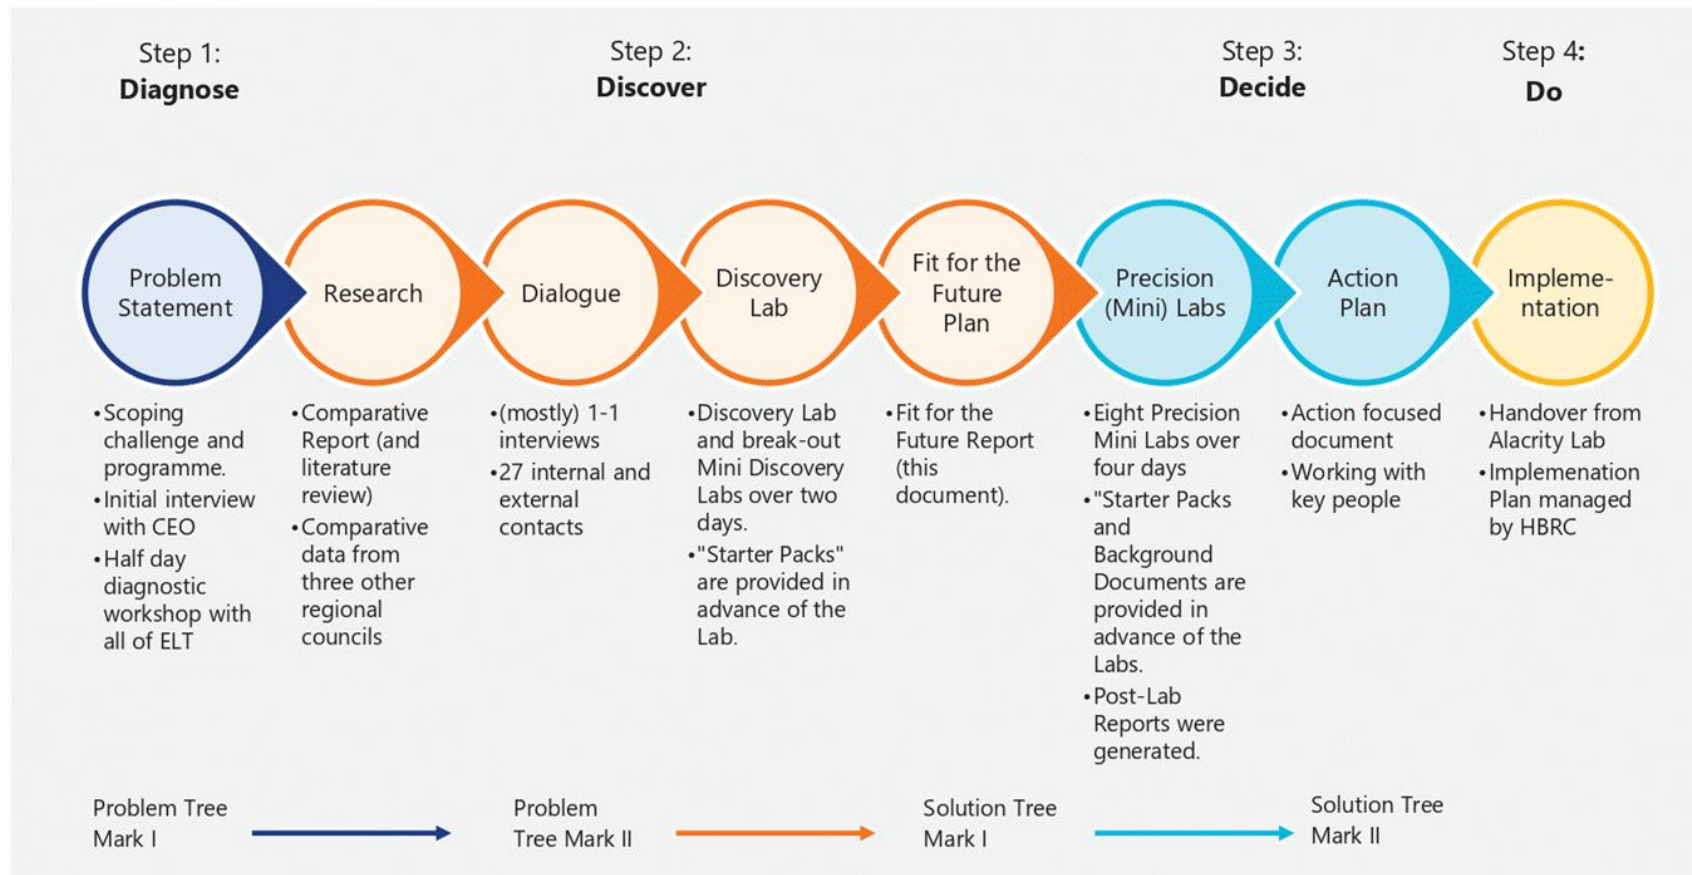 Step 1:
Diagnose
Step 2:
Discover
Step 3:
Decide
Step 4:
Do
Problem
Statement
Research
Dialogue
Discovery
Lab
Fit for the
Future
Plan
Precision
(Mini) Labs
Action
Plan
Impleme-
ntation
•Scoping
challenge and
programme.
•Initial interview
with CEO
•Half day
diagnostic
workshop with
all of ELT
•Comparative
Report (and
literature
review)
•Comparative
data from
three other
regional
councils
•(mostly) 1-1
interviews
•27 internal and
external
contacts
•Discovery Lab
and break-out
Mini Discovery
Labs over two
days.
•"Starter Packs"
are provided in
advance of the
Lab.
•Fit for the
Future Report
(this
document).
•Eight Precision
Mini Labs over
four days
•"Starter Packs
and
Background
Documents are
provided in
advance of the
Labs.
•Post-Lab
Reports were
generated.
•Action focused
document
•Working with
key people
•Handover from
Alacrity Lab
•Implemenation
Plan managed
by HBRC
Problem Tree
Mark I
Problem
Tree Mark II
Solution Tree
Mark I
Solution Tree
Mark II